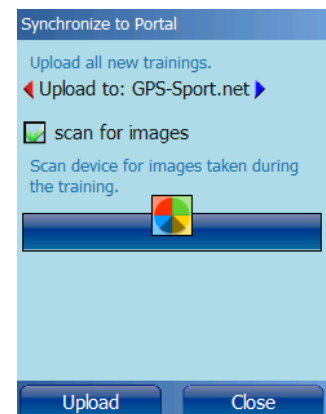 Synchronize to Portal
Upload all new trainings.
Upload to: GPS-Sport.net
scan for images
Scan device for images taken during
the training.
Upload Close